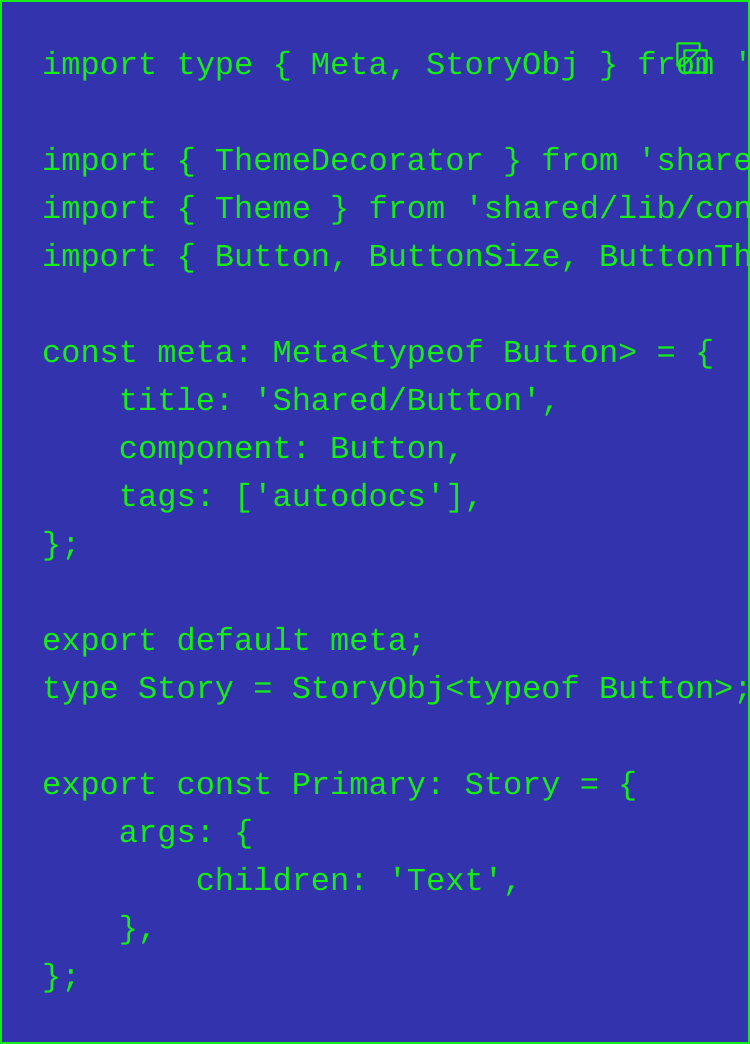 import type { Meta, StoryObj } from '

import { ThemeDecorator } from 'share
import { Theme } from 'shared/lib/con
import { Button, ButtonSize, ButtonTh

const meta: Meta<typeof Button> = {
    title: 'Shared/Button',
    component: Button,
    tags: ['autodocs'],
};

export default meta;
type Story = StoryObj<typeof Button>;

export const Primary: Story = {
    args: {
        children: 'Text',
    },
};